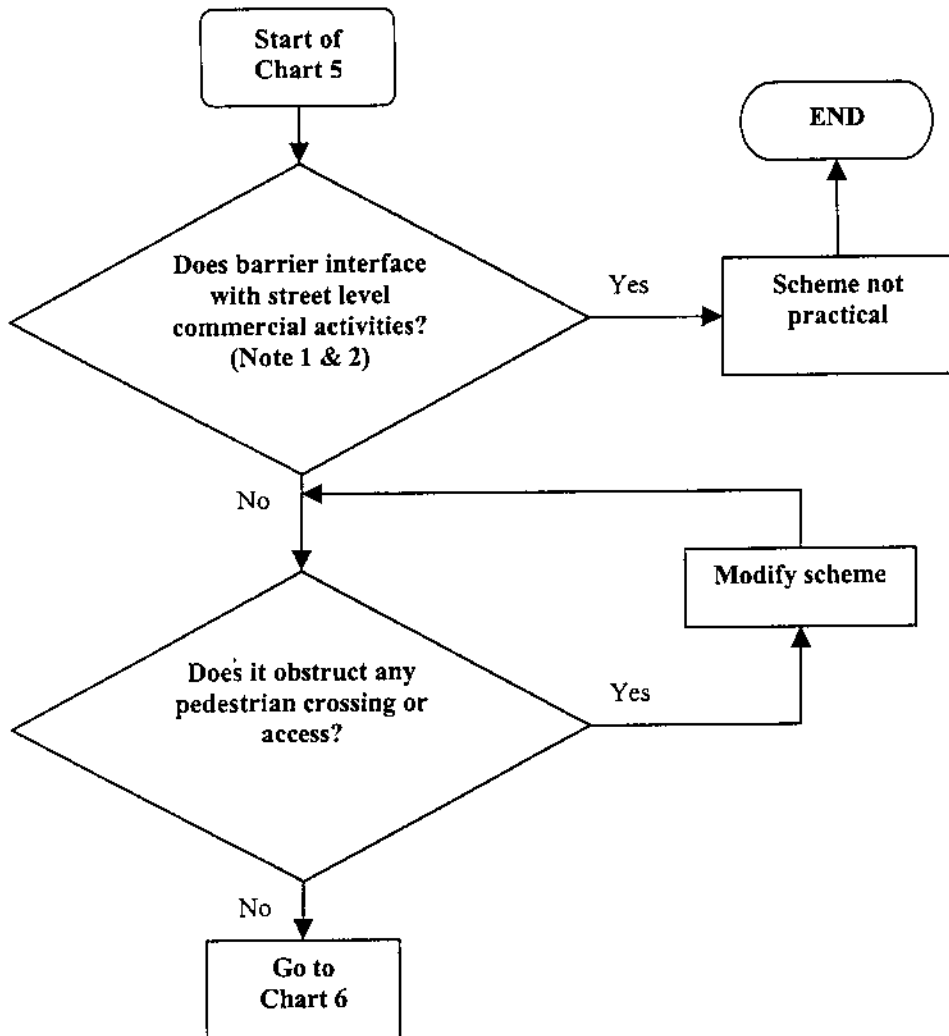 Start of
Chart 5
END
Does barrier interface
with street level
commercial activities?
(Note 1 & 2)
Yes
Scheme not
practical
No
Modify scheme
Does it obstruct any
pedestrian crossing or
access?
Yes
No
Go to
Chart 6